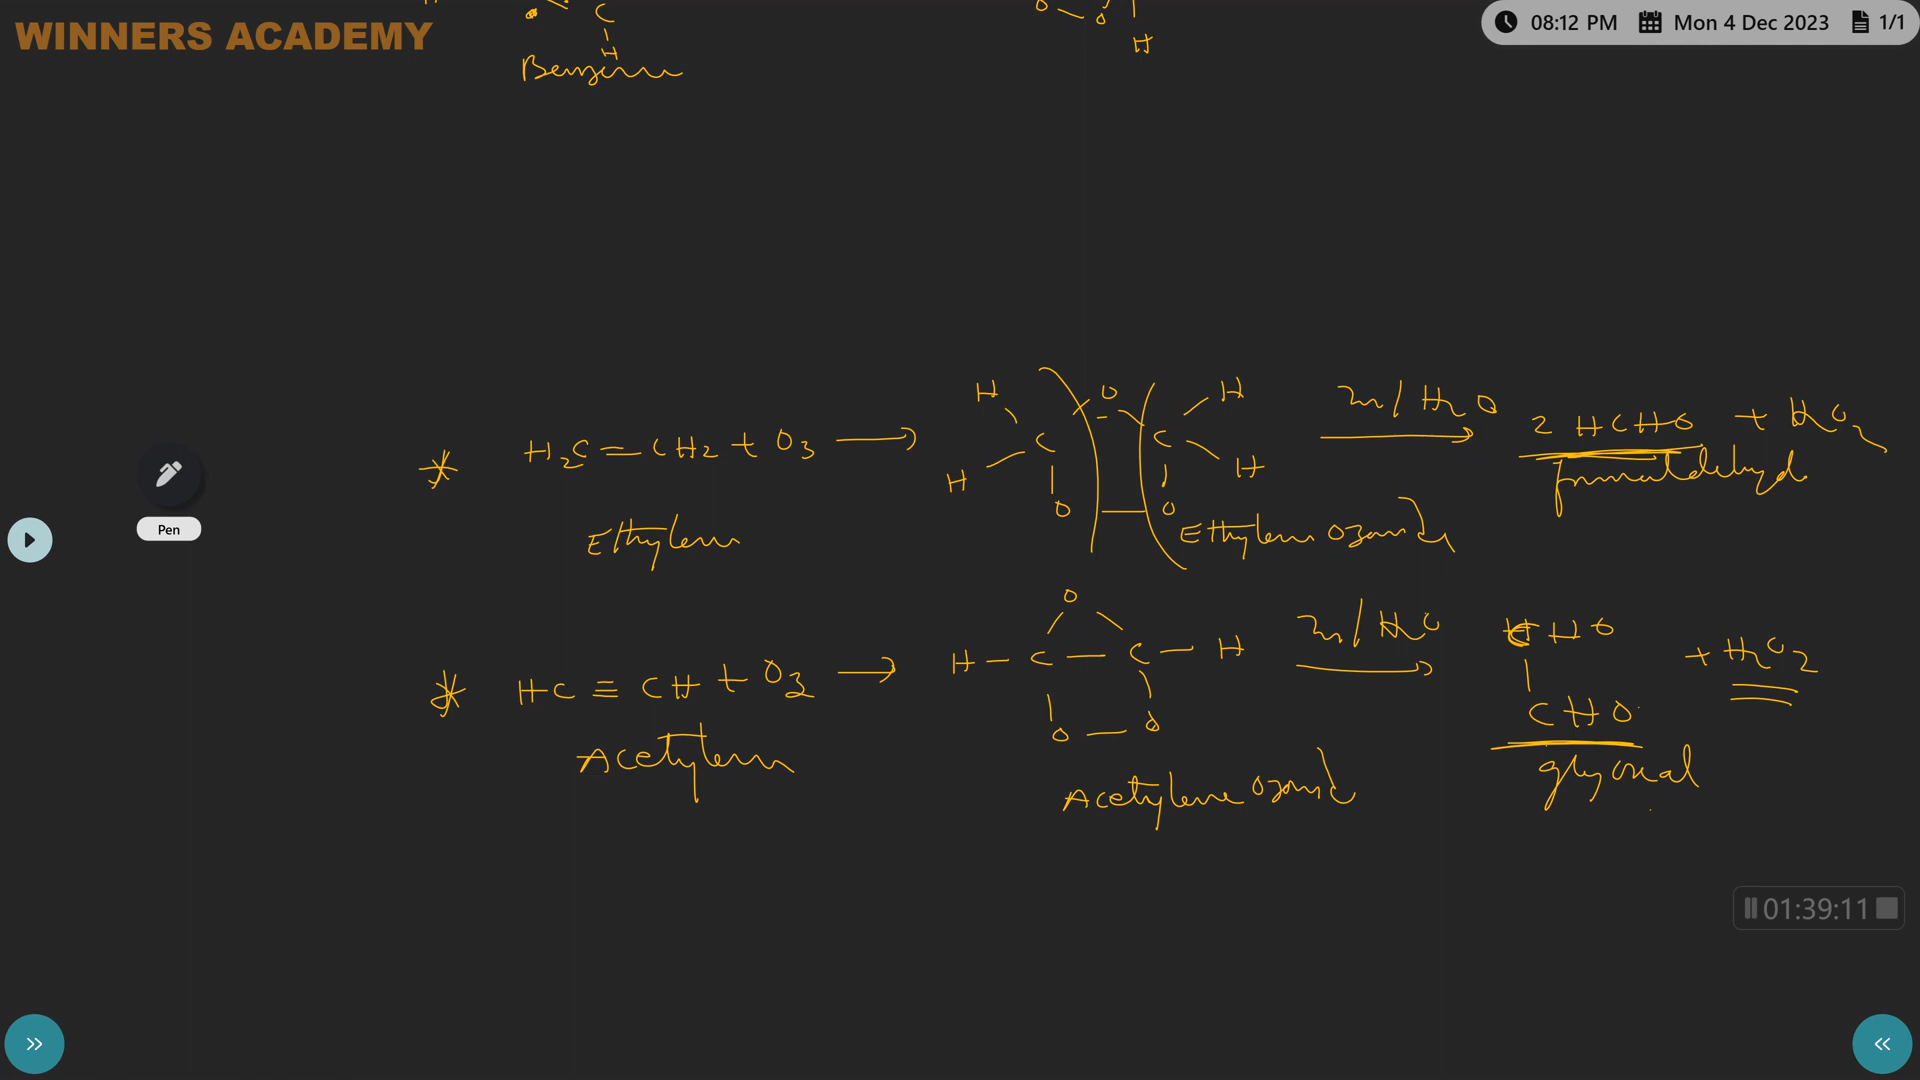 WINNERS ACADEMY
08:12 PM Mon 4 Dec 2023 1/1
C
O O
H H
Benzene
H O H
Zn/H2O
2 HCHO + H2O2
H2C = CH2 + O3 C C
formaldehyde
H H
O O
Ethylene Ethylene Ozonide
Pen
O
Zn/H2O CHO
H - C - C - H + H2O2
HC ≡ CH + O3
CHO
O - O
Acetylene glyoxal
Acetylene Ozonide
01:39:11